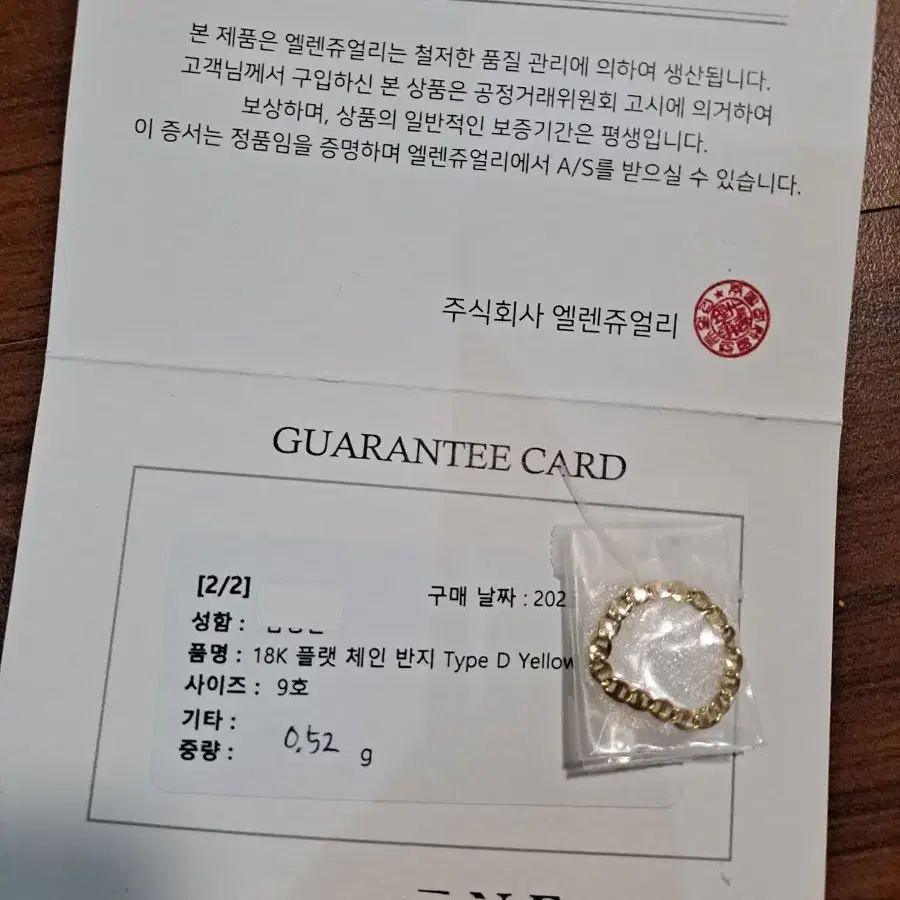 본 제품은 엘렌쥬얼리는 철저한 품질 관리에 의하여 생산됩니다.
고객님께서 구입하신 본 상품은 공정거래위원회 고시에 의거하여
보상하며, 상품의 일반적인 보증기간은 평생입니다.
이 증서는 정품임을 증명하며 엘렌쥬얼리에서 A/S를 받으실 수 있습니다.
주식회사 엘렌쥬얼리
GUARANTEE CARD
[2/2]
구매 날짜 : 202
성함 :
품명 : 18K 플랫 체인 반지 Type D Yellow
사이즈 : 9호
기타 :
중량 : 0.52 g